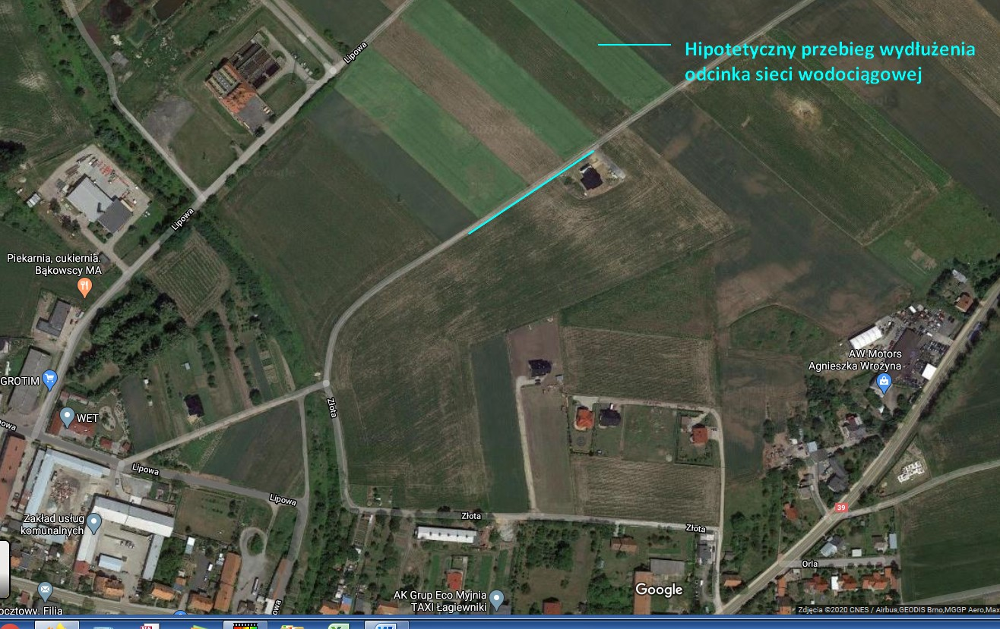 Lipowa
Hipotetyczny przebieg wydłużenia
odcinka sieci wodociągowej
Lipowa
Piekarnia, cukiernia.
Bąkowscy MA
GROTIM
WET
Złota
AW Motors
Agnieszka Wrożyna
Lipowa
Lipowa
Złota
Złota
39
Zakład usług
komunalnych
Orla
AK Grup Eco Myjnia
TAXI Łagiewniki
Google
ocztowy. Filia
Zdjęcia ©2020 CNES / Airbus,GEODIS Brno,MGGP Aero,Max